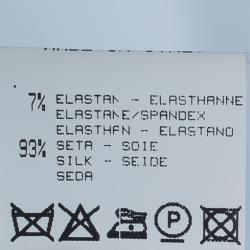 7% ELASTAN - ELASTHANNE
ELASTANE/SPANDEX
ELASTHAN - ELASTANO
93% SETA - SOIE
SILK - SEIDE
SEDA
P